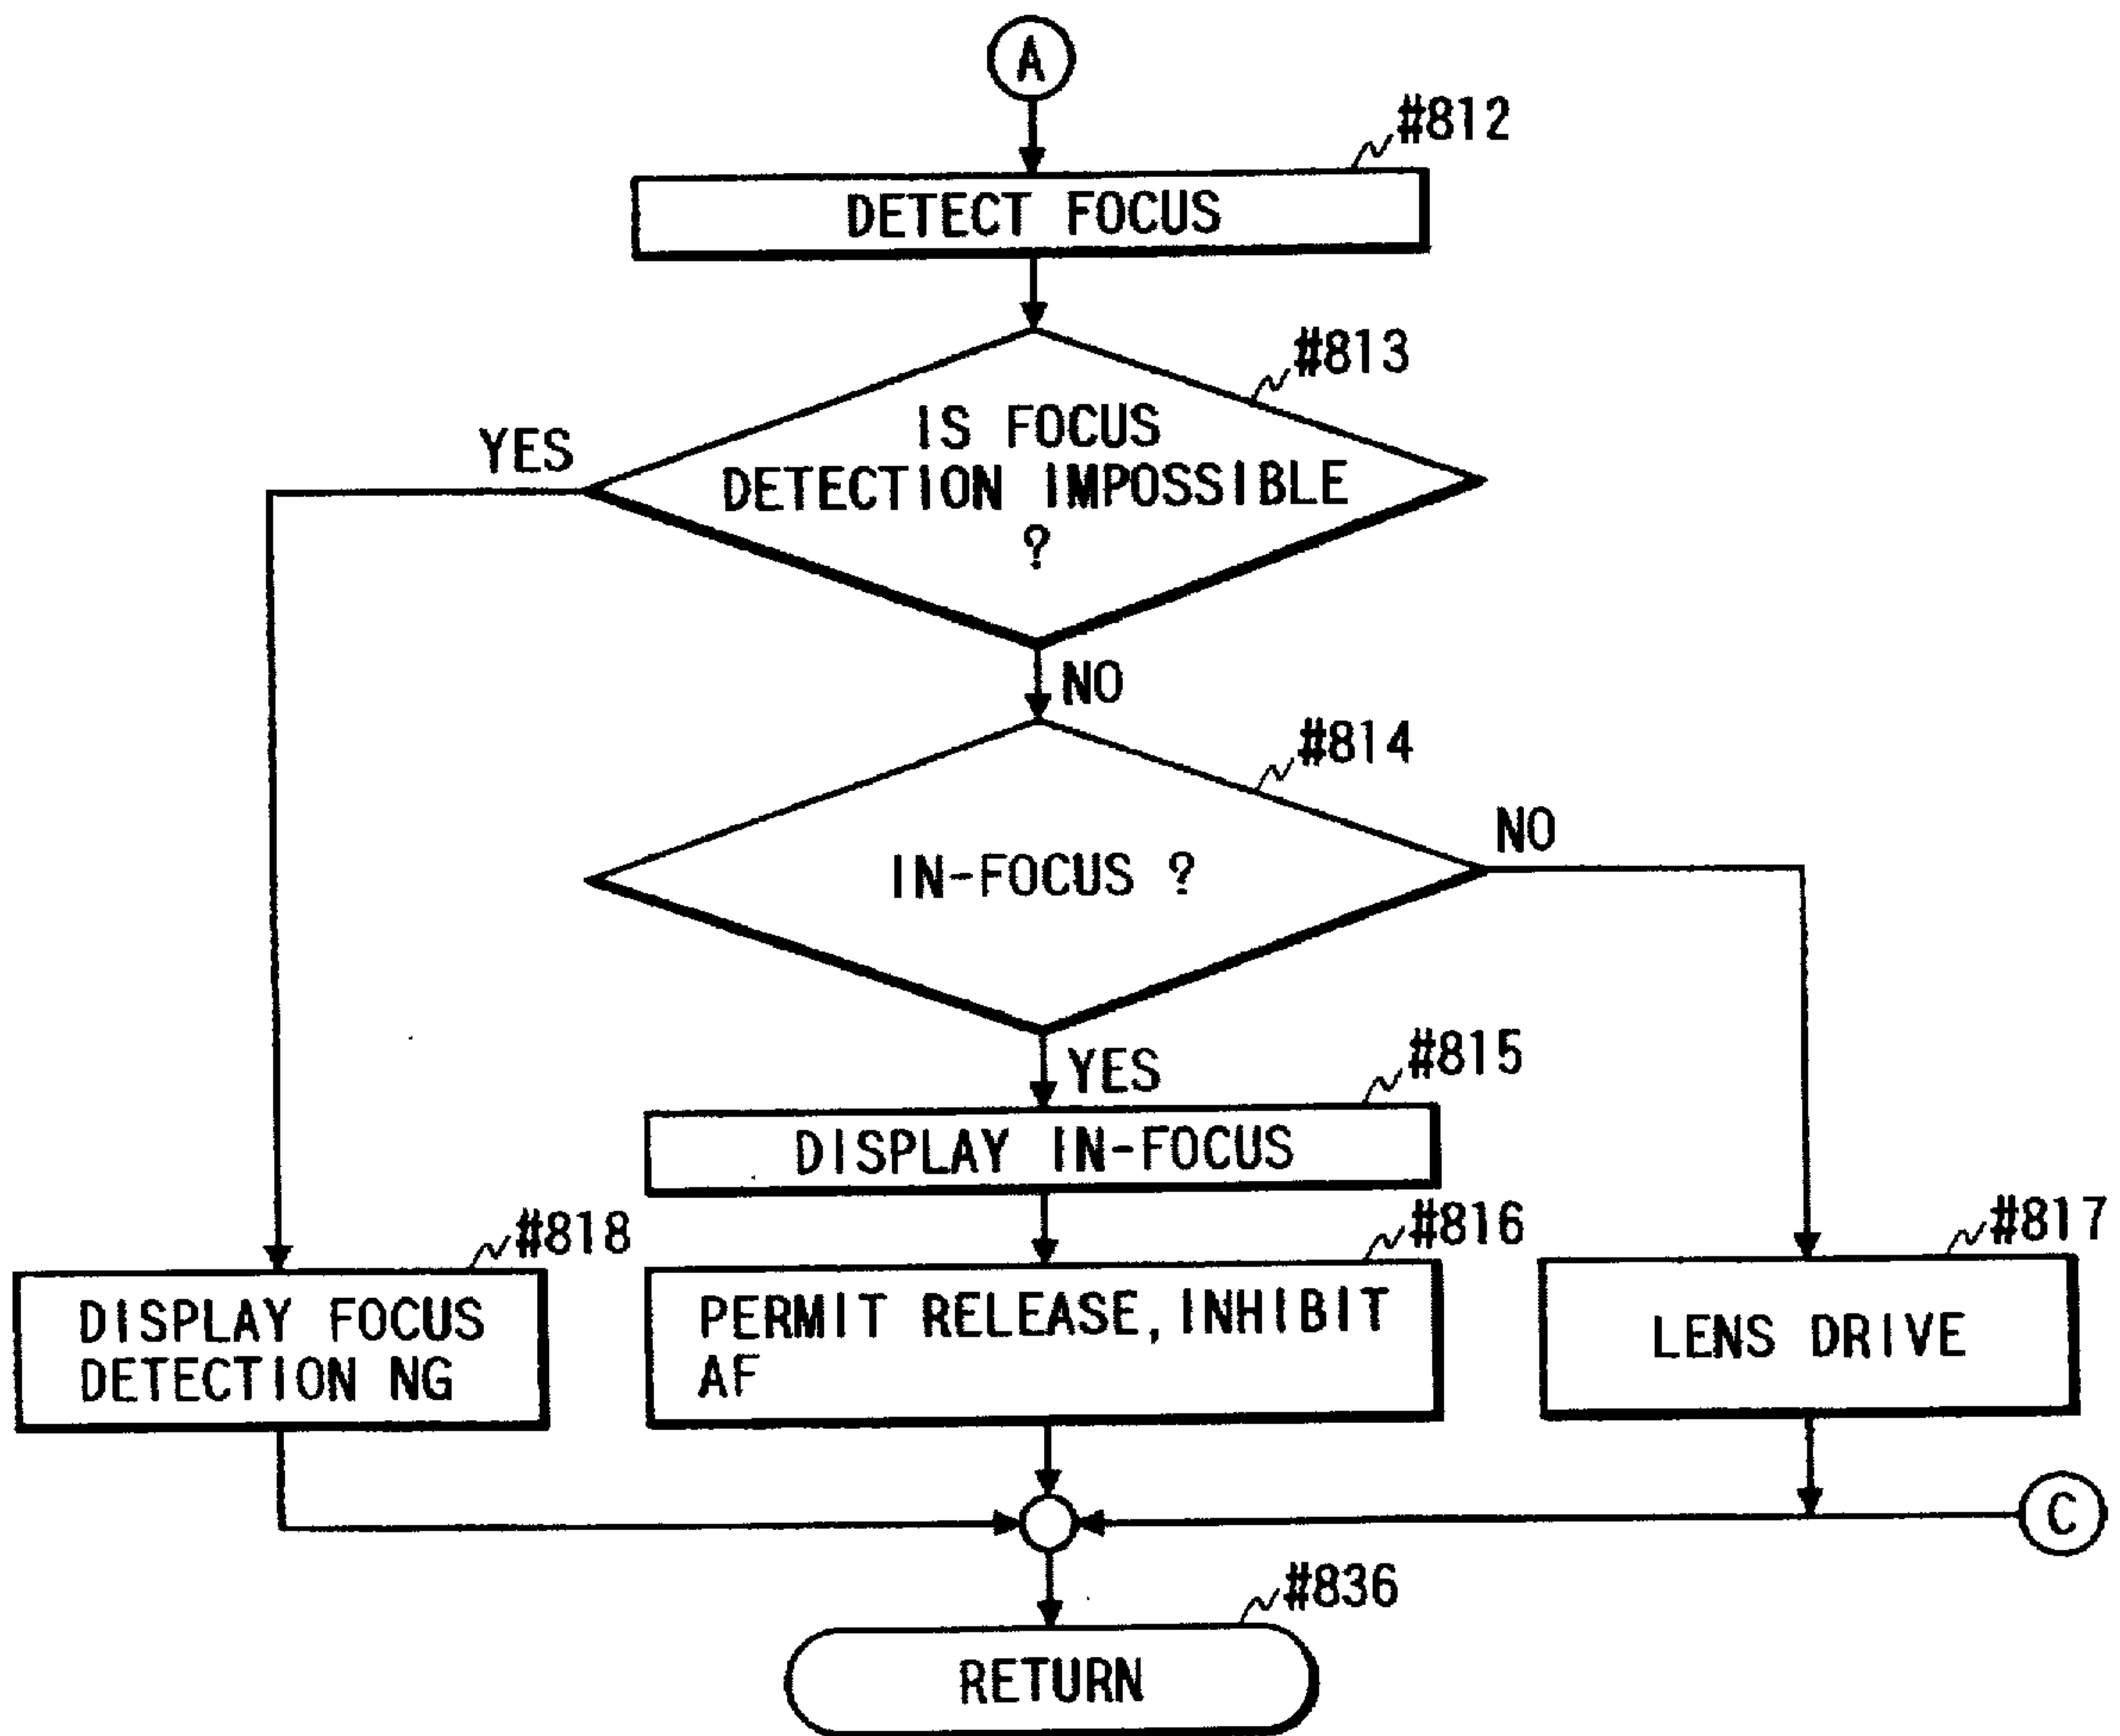 A
#812
DETECT FOCUS
#813
IS FOCUS
DETECTION IMPOSSIBLE
?
YES
NO
#814
IN-FOCUS ?
NO
YES
#815
DISPLAY IN-FOCUS
#818
DISPLAY FOCUS
DETECTION NG
#816
PERMIT RELEASE, INHIBIT
AF
#817
LENS DRIVE
C
#836
RETURN